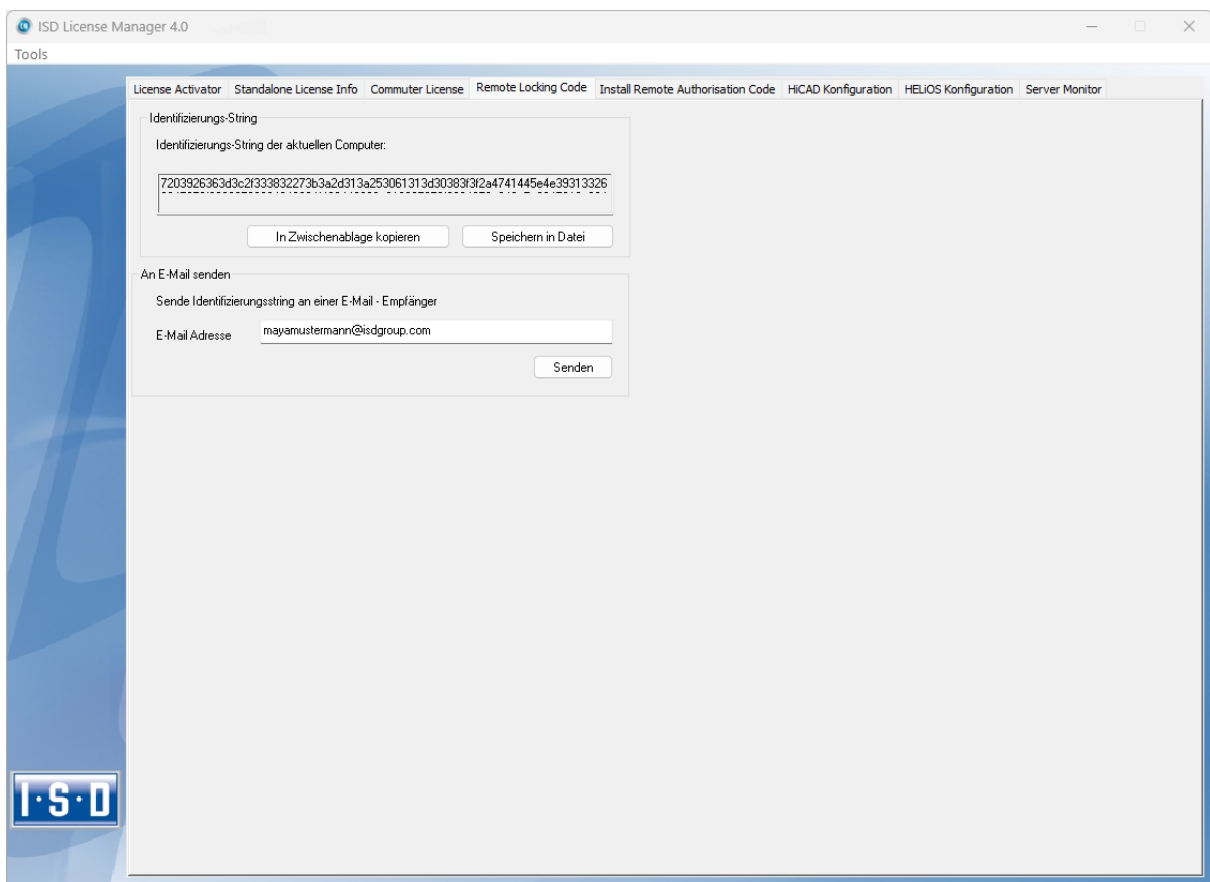 ISD License Manager 4.0
Tools
License Activator Standalone License Info Commuter License Remote Locking Code Install Remote Authorisation Code HiCAD Konfiguration HELiOS Konfiguration Server Monitor
Identifizierungs-String
Identifizierungs-String der aktuellen Computer:
7203926363d3c2f333832273b3a2d313a253061313d30383f3f2a4741445e4e39313326
In Zwischenablage kopieren Speichern in Datei
An E-Mail senden
Sende Identifizierungsstring an einer E-Mail - Empfänger
E-Mail Adresse mayamustermann@isdgroup.com
Senden
I·S·D